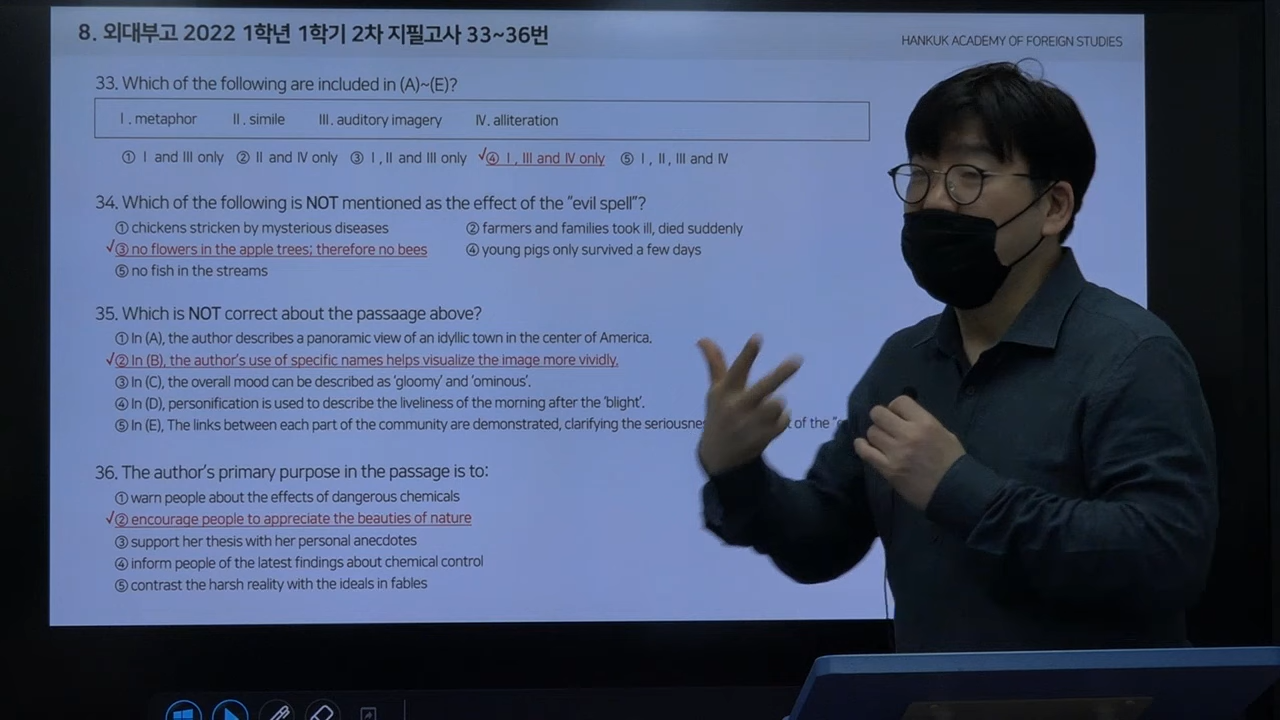 8. 외대부고 2022 1학년 1학기 2차 지필고사 33~36번
HANKUK ACADEMY OF FOREIGN STUDIES
33. Which of the following are included in (A)~(E)?
Ⅰ. metaphor Ⅱ. simile Ⅲ. auditory imagery Ⅳ. alliteration
① Ⅰ and Ⅲ only ② Ⅱ and Ⅳ only ③ Ⅰ, Ⅱ and Ⅲ only ④ Ⅰ, Ⅲ and Ⅳ only ⑤ Ⅰ, Ⅱ, Ⅲ and Ⅳ
34. Which of the following is NOT mentioned as the effect of the "evil spell"?
① chickens stricken by mysterious diseases ② farmers and families took ill, died suddenly
③ no flowers in the apple trees; therefore no bees ④ young pigs only survived a few days
⑤ no fish in the streams
35. Which is NOT correct about the passaage above?
① In (A), the author describes a panoramic view of an idyllic town in the center of America.
② In (B), the author's use of specific names helps visualize the image more vividly.
③ In (C), the overall mood can be described as 'gloomy' and 'ominous'.
④ In (D), personification is used to describe the liveliness of the morning after the 'blight'.
⑤ In (E), The links between each part of the community are demonstrated, clarifying the of the
36. The author's primary purpose in the passage is to:
① warn people about the effects of dangerous chemicals
② encourage people to appreciate the beauties of nature
③ support her thesis with her personal anecdotes
④ inform people of the latest findings about chemical control
⑤ contrast the harsh reality with the ideals in fables